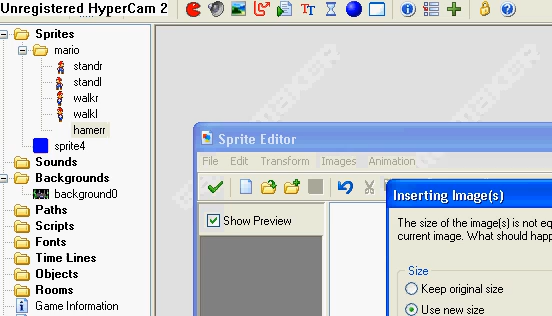 Unregistered HyperCam 2
Sprites
mario
standr
standl
walkr
walkl
hamerr
sprite4
Sounds
Backgrounds
background0
Paths
Scripts
Fonts
Time Lines
Objects
Rooms
Game Information
Sprite Editor
File Edit Transform Images Animation
Show Preview
Inserting Image(s)
The size of the image(s) is not eq
current image. What should happ
Size
Keep original size
Use new size